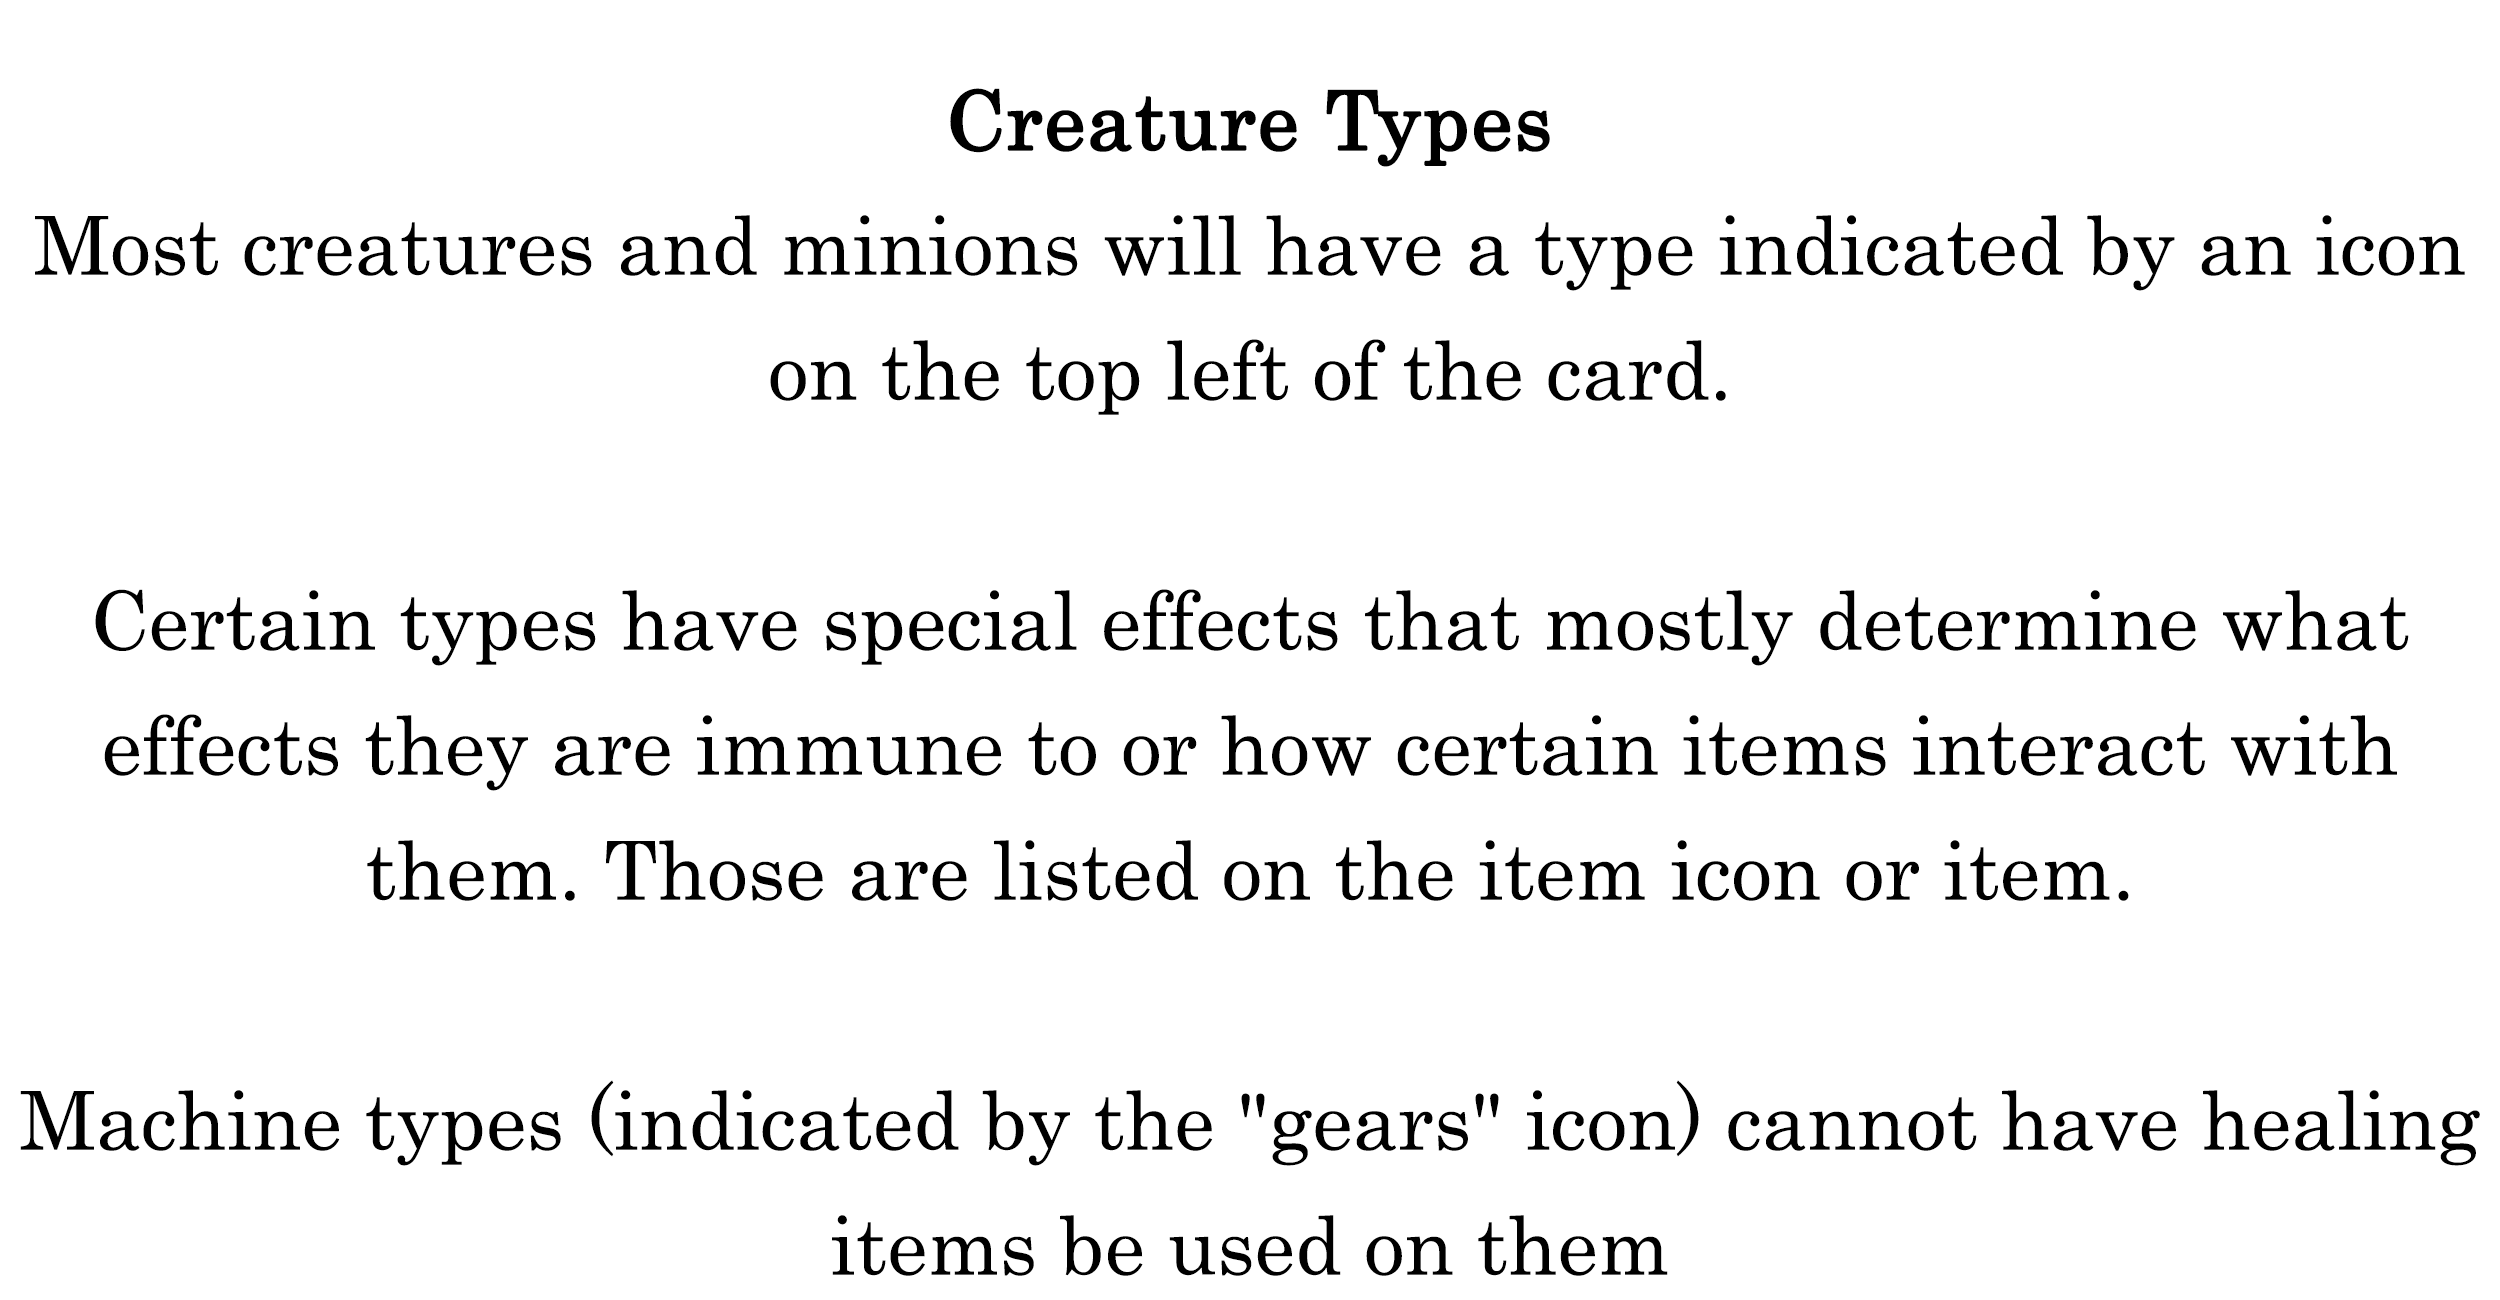 Creature Types
Most creatures and minions will have a type indicated by an icon
on the top left of the card.
Certain types have special effects that mostly determine what
effects they are immune to or how certain items interact with
them. Those are listed on the item icon or item.
Machine types (indicated by the "gears" icon) cannot have healing
items be used on them